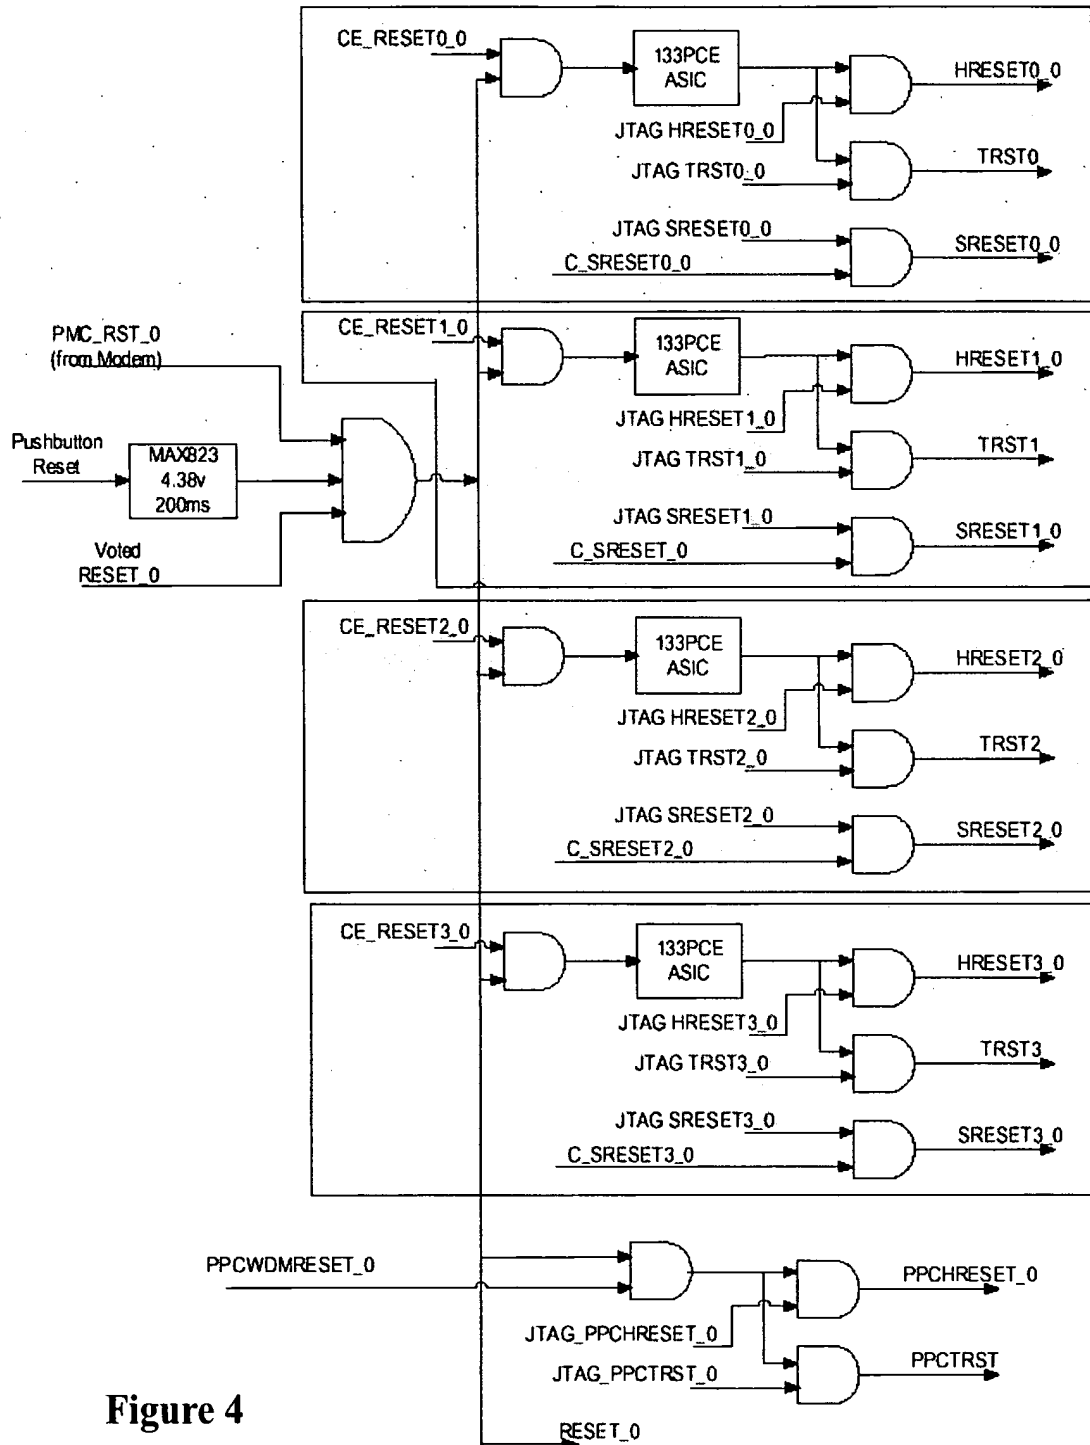 CE_RESET0_0
133PCE
ASIC
HRESET0_0
JTAG HRESET0_0
TRST0
JTAG TRST0_0
JTAG SRESET0_0
SRESET0_0
C_SRESET0_0
PMC_RST_0
(from Modem)
CE_RESET1_0
133PCE
ASIC
HRESET1_0
JTAG HRESET1_0
Pushbutton
Reset
MAX823
4.38v
200ms
TRST1
JTAG TRST1_0
JTAG SRESET1_0
SRESET1_0
Voted
RESET_0
C_SRESET_0
CE_RESET2_0
133PCE
ASIC
HRESET2_0
JTAG HRESET2_0
TRST2
JTAG TRST2_0
JTAG SRESET2_0
SRESET2_0
C_SRESET2_0
CE_RESET3_0
133PCE
ASIC
HRESET3_0
JTAG HRESET3_0
TRST3
JTAG TRST3_0
JTAG SRESET3_0
SRESET3_0
C_SRESET3_0
PPCWDMRESET_0
PPCHRESET_0
JTAG_PPCHRESET_0
JTAG_PPCTRST_0
PPCTRST
Figure 4
RESET_0